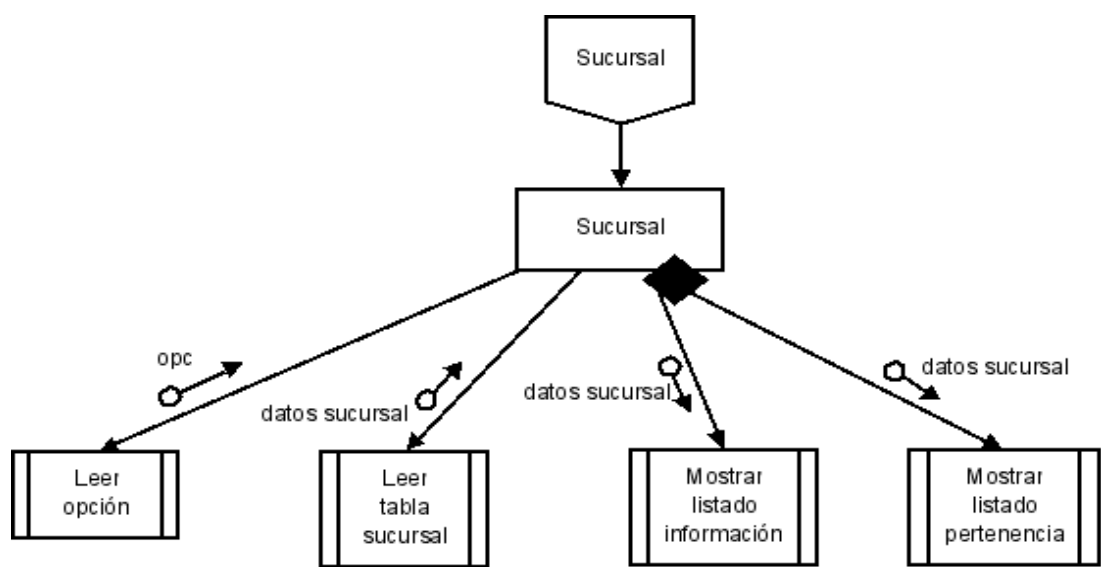 Sucursal
Sucursal
opc
datos sucursal
datos sucursal
datos sucursal
Leer
opción
Leer
tabla
sucursal
Mostrar
listado
información
Mostrar
listado
pertenencia